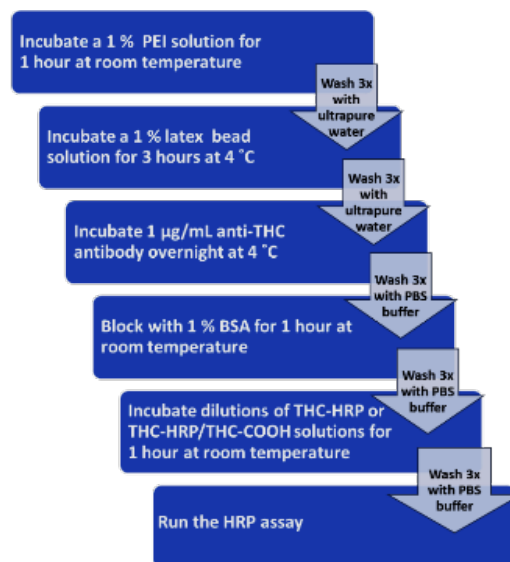 Incubate a 1 % PEI solution for
1 hour at room temperature
Wash 3x
with
ultrapure
water
Incubate a 1 % latex bead
solution for 3 hours at 4 ˚C
Wash 3x
with
ultrapure
water
Incubate 1 µg/mL anti-THC
antibody overnight at 4 ˚C
Wash 3x
with PBS
buffer
Block with 1 % BSA for 1 hour at
room temperature
Wash 3x
with PBS
buffer
Incubate dilutions of THC-HRP or
THC-HRP/THC-COOH solutions for
1 hour at room temperature
Wash 3x
with PBS
buffer
Run the HRP assay